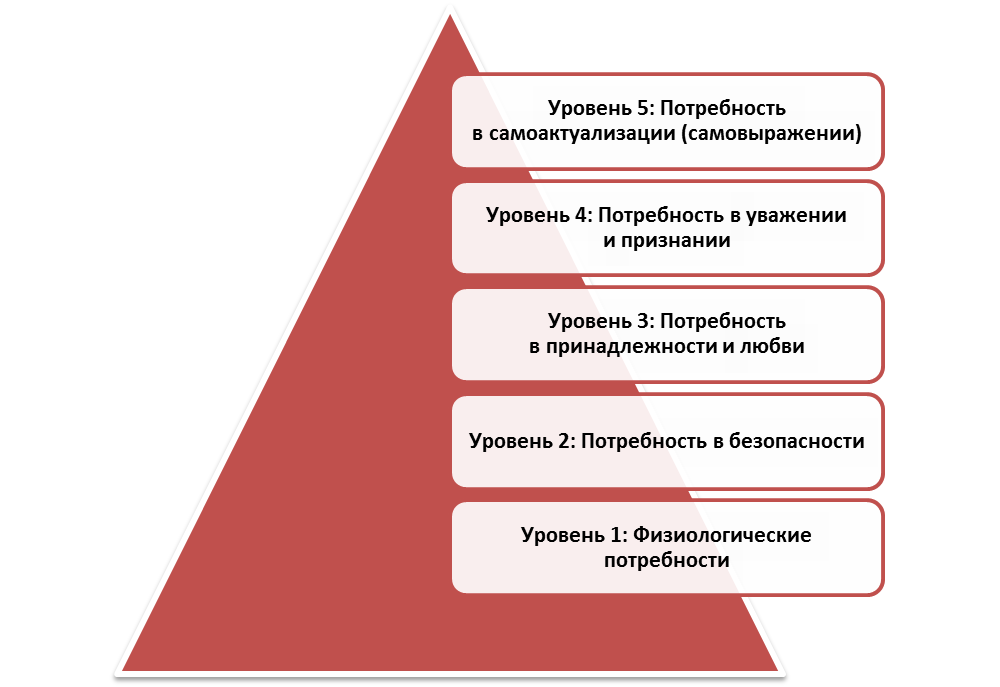 Уровень 5: Потребность
в самоактуализации (самовыражении)
Уровень 4: Потребность в уважении
и признании
Уровень 3: Потребность
в принадлежности и любви
Уровень 2: Потребность в безопасности
Уровень 1: Физиологические
потребности